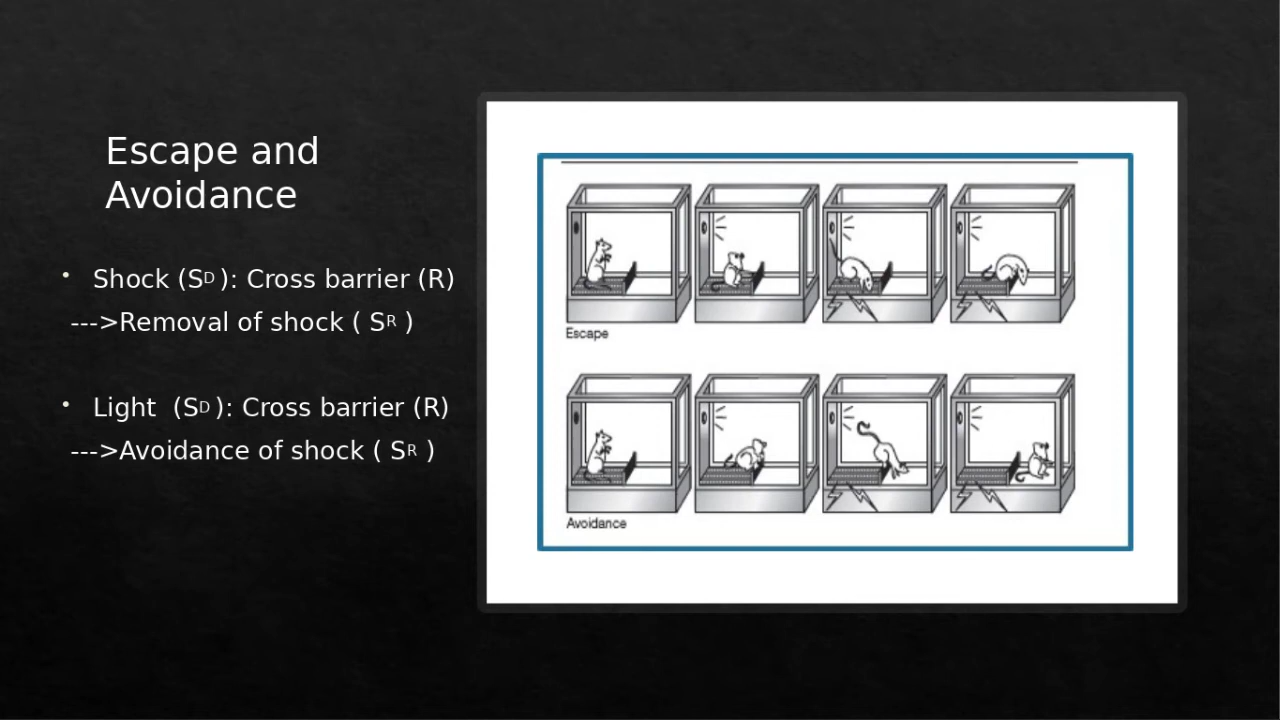 Escape and
Avoidance
• Shock (Sᴰ ): Cross barrier (R)
--->Removal of shock ( Sᴿ )
• Light (Sᴰ ): Cross barrier (R)
--->Avoidance of shock ( Sᴿ )
Escape
Avoidance